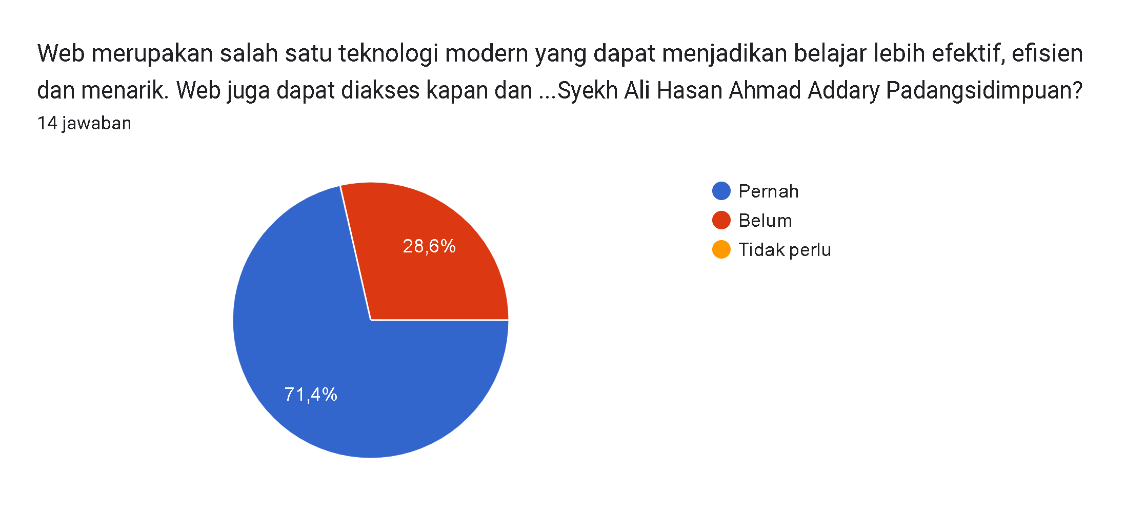 Web merupakan salah satu teknologi modern yang dapat menjadikan belajar lebih efektif, efisien
dan menarik. Web juga dapat diakses kapan dan ...Syekh Ali Hasan Ahmad Addary Padangsidimpuan?
14 jawaban
Pernah
Belum
Tidak perlu
28,6%
71,4%